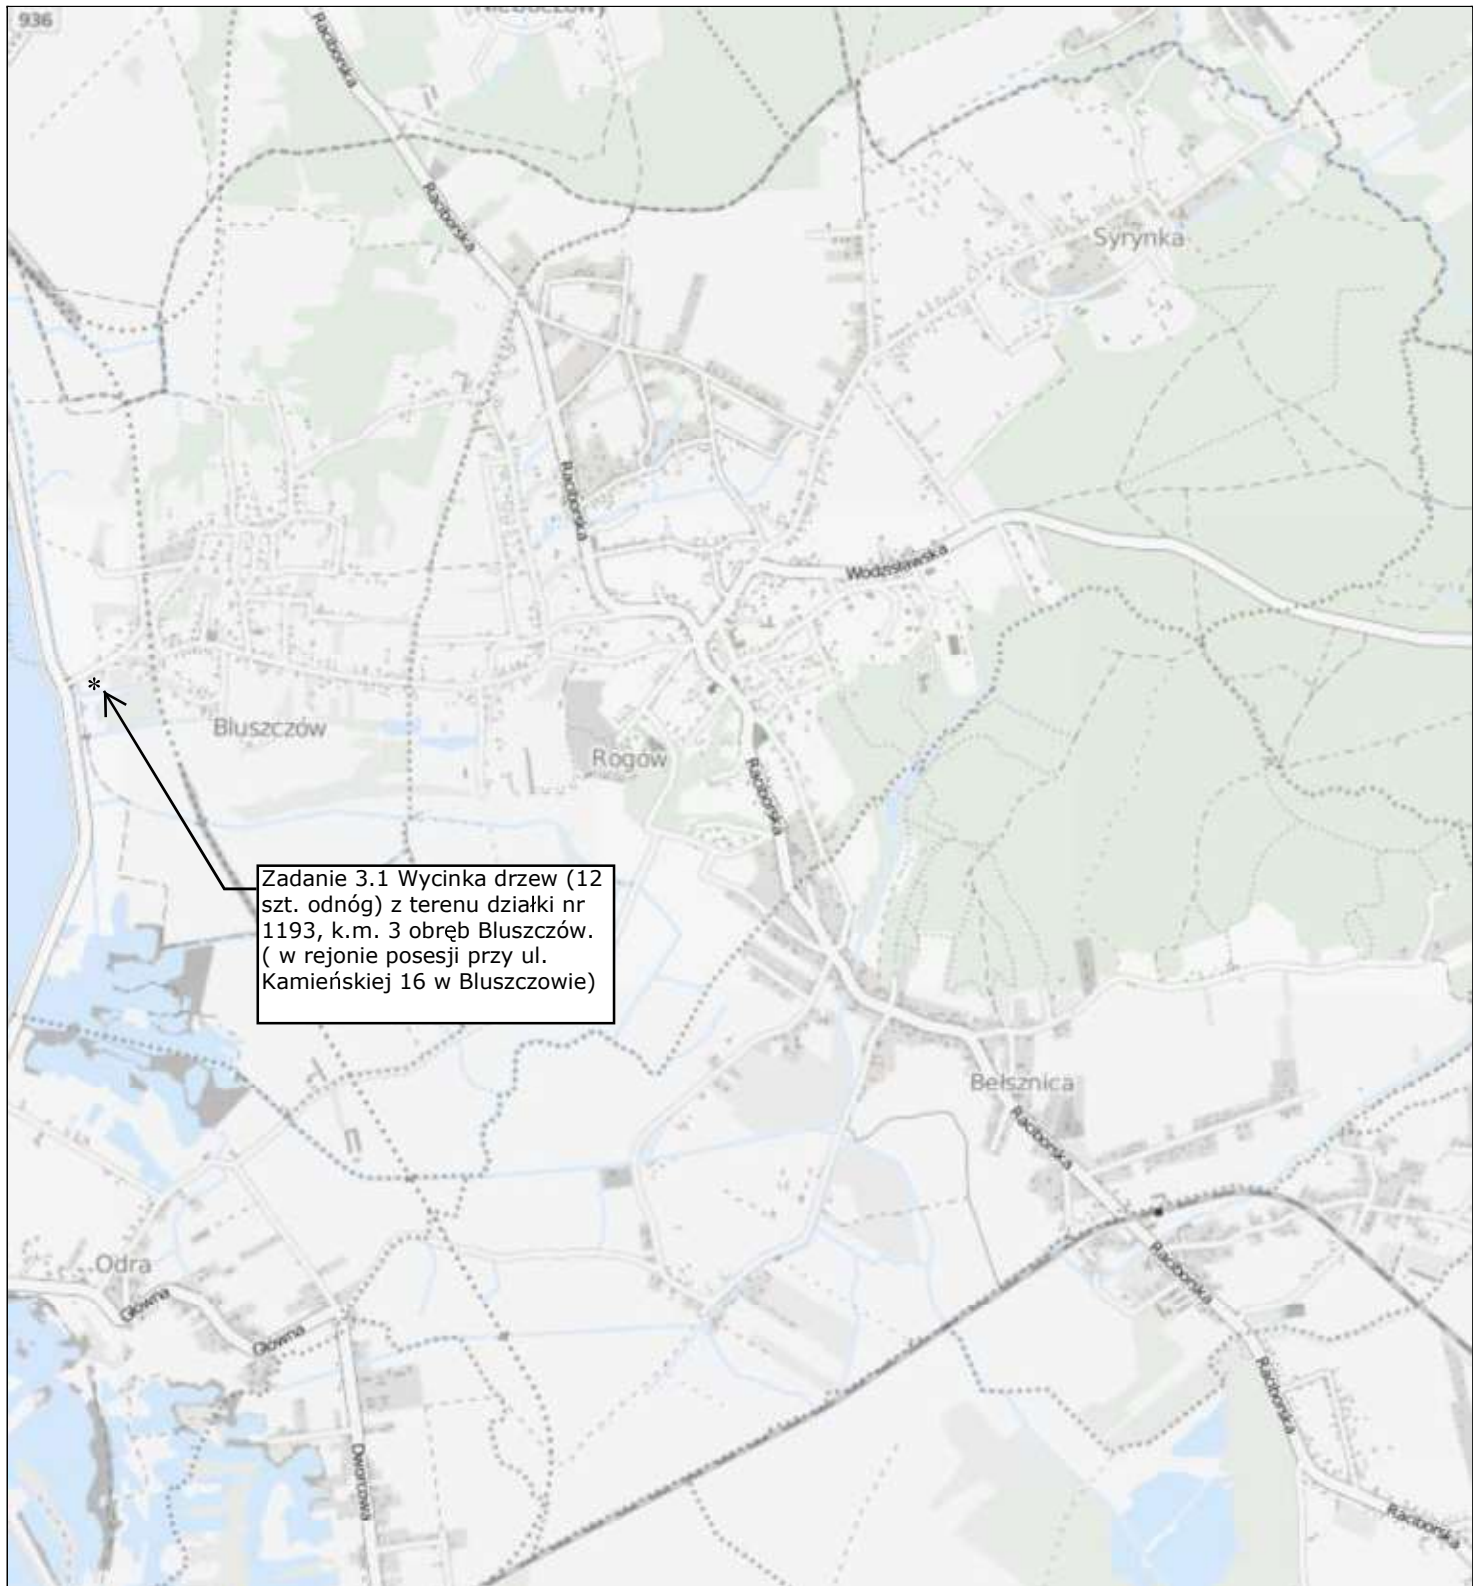 936
Nieboczowy
Raciborska
Raciborska
Syrynka
Raciborska
Wodzisławska
Bluszczów
Rogów
Raciborska
Zadanie 3.1 Wycinka drzew (12
szt. odnóg) z terenu działki nr
1193, k.m. 3 obręb Bluszczów.
( w rejonie posesji przy ul.
Kamieńskiej 16 w Bluszczowie)
Bełsznica
Raciborska
Odra
Raciborska
Główna
Główna
Raciborska
Dworcowa
Raciborska